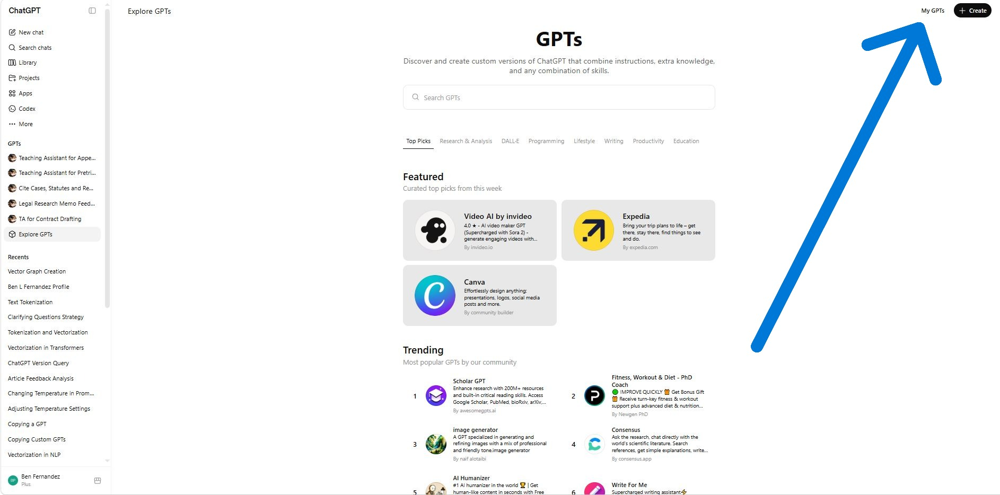 ChatGPT
New chat
Search chats
Library
Projects
Apps
Codex
More
GPTs
Teaching Assistant for Appe...
Teaching Assistant for Pretri...
Cite Cases, Statutes and Re...
Legal Research Memo Feed...
TA for Contract Drafting
Explore GPTs
Recents
Vector Graph Creation
Ben L Fernandez Profile
Text Tokenization
Clarifying Questions Strategy
Tokenization and Vectorization
Vectorization in Transformers
ChatGPT Version Query
Article Feedback Analysis
Changing Temperature in Prom...
Adjusting Temperature Settings
Copying a GPT
Copying Custom GPTs
Vectorization in NLP
BP
Ben Fernandez
Plus
Explore GPTs
My GPTs
Create
GPTs
Discover and create custom versions of ChatGPT that combine instructions, extra knowledge,
and any combination of skills.
Search GPTs
Top Picks Research & Analysis DALL·E Programming Lifestyle Writing Productivity Education
Featured
Curated top picks from this week
Video AI by invideo
4.0 ★ - AI video maker GPT
(Supercharged with Sora 2) -
generate engaging videos with...
By invideo.io
Expedia
Bring your trip plans to life – get
there, stay there, find things to see
and do.
By expedia.com
Canva
Effortlessly design anything:
presentations, logos, social media
posts and more.
By community builder
Trending
Most popular GPTs by our community
1
Scholar GPT
Enhance research with 200M+ resources
and built-in critical reading skills. Access
Google Scholar, PubMed, bioRxiv, arXiv,...
By awesomegpts.ai
2
Fitness, Workout & Diet - PhD
Coach
🟢 IMPROVE QUICKLY 🎁 Get Bonus Gift
🎁 Receive turn-key fitness & workout
support plus advanced diet & nutrition...
By Newgen PhD
3
image generator
A GPT specialized in generating and
refining images with a mix of professional
and friendly tone.image generator
By naif alotaibi
4
Consensus
Ask the research, chat directly with the
world's scientific literature. Search
references, get simple explanations, write...
By consensus.app
5
AI Humanizer
#1 AI humanizer in the world 🏆 | Get
human-like content in seconds with Free
6
Write For Me
Supercharged writing assistant⚡